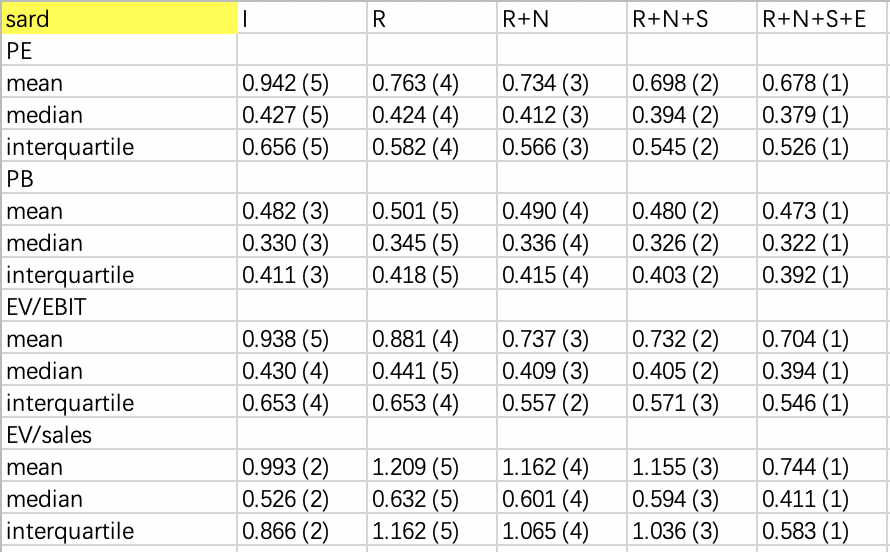 sard I R R+N R+N+S R+N+S+E
PE
mean 0.942 (5) 0.763 (4) 0.734 (3) 0.698 (2) 0.678 (1)
median 0.427 (5) 0.424 (4) 0.412 (3) 0.394 (2) 0.379 (1)
interquartile 0.656 (5) 0.582 (4) 0.566 (3) 0.545 (2) 0.526 (1)
PB
mean 0.482 (3) 0.501 (5) 0.490 (4) 0.480 (2) 0.473 (1)
median 0.330 (3) 0.345 (5) 0.336 (4) 0.326 (2) 0.322 (1)
interquartile 0.411 (3) 0.418 (5) 0.415 (4) 0.403 (2) 0.392 (1)
EV/EBIT
mean 0.938 (5) 0.881 (4) 0.737 (3) 0.732 (2) 0.704 (1)
median 0.430 (4) 0.441 (5) 0.409 (3) 0.405 (2) 0.394 (1)
interquartile 0.653 (4) 0.653 (4) 0.557 (2) 0.571 (3) 0.546 (1)
EV/sales
mean 0.993 (2) 1.209 (5) 1.162 (4) 1.155 (3) 0.744 (1)
median 0.526 (2) 0.632 (5) 0.601 (4) 0.594 (3) 0.411 (1)
interquartile 0.866 (2) 1.162 (5) 1.065 (4) 1.036 (3) 0.583 (1)